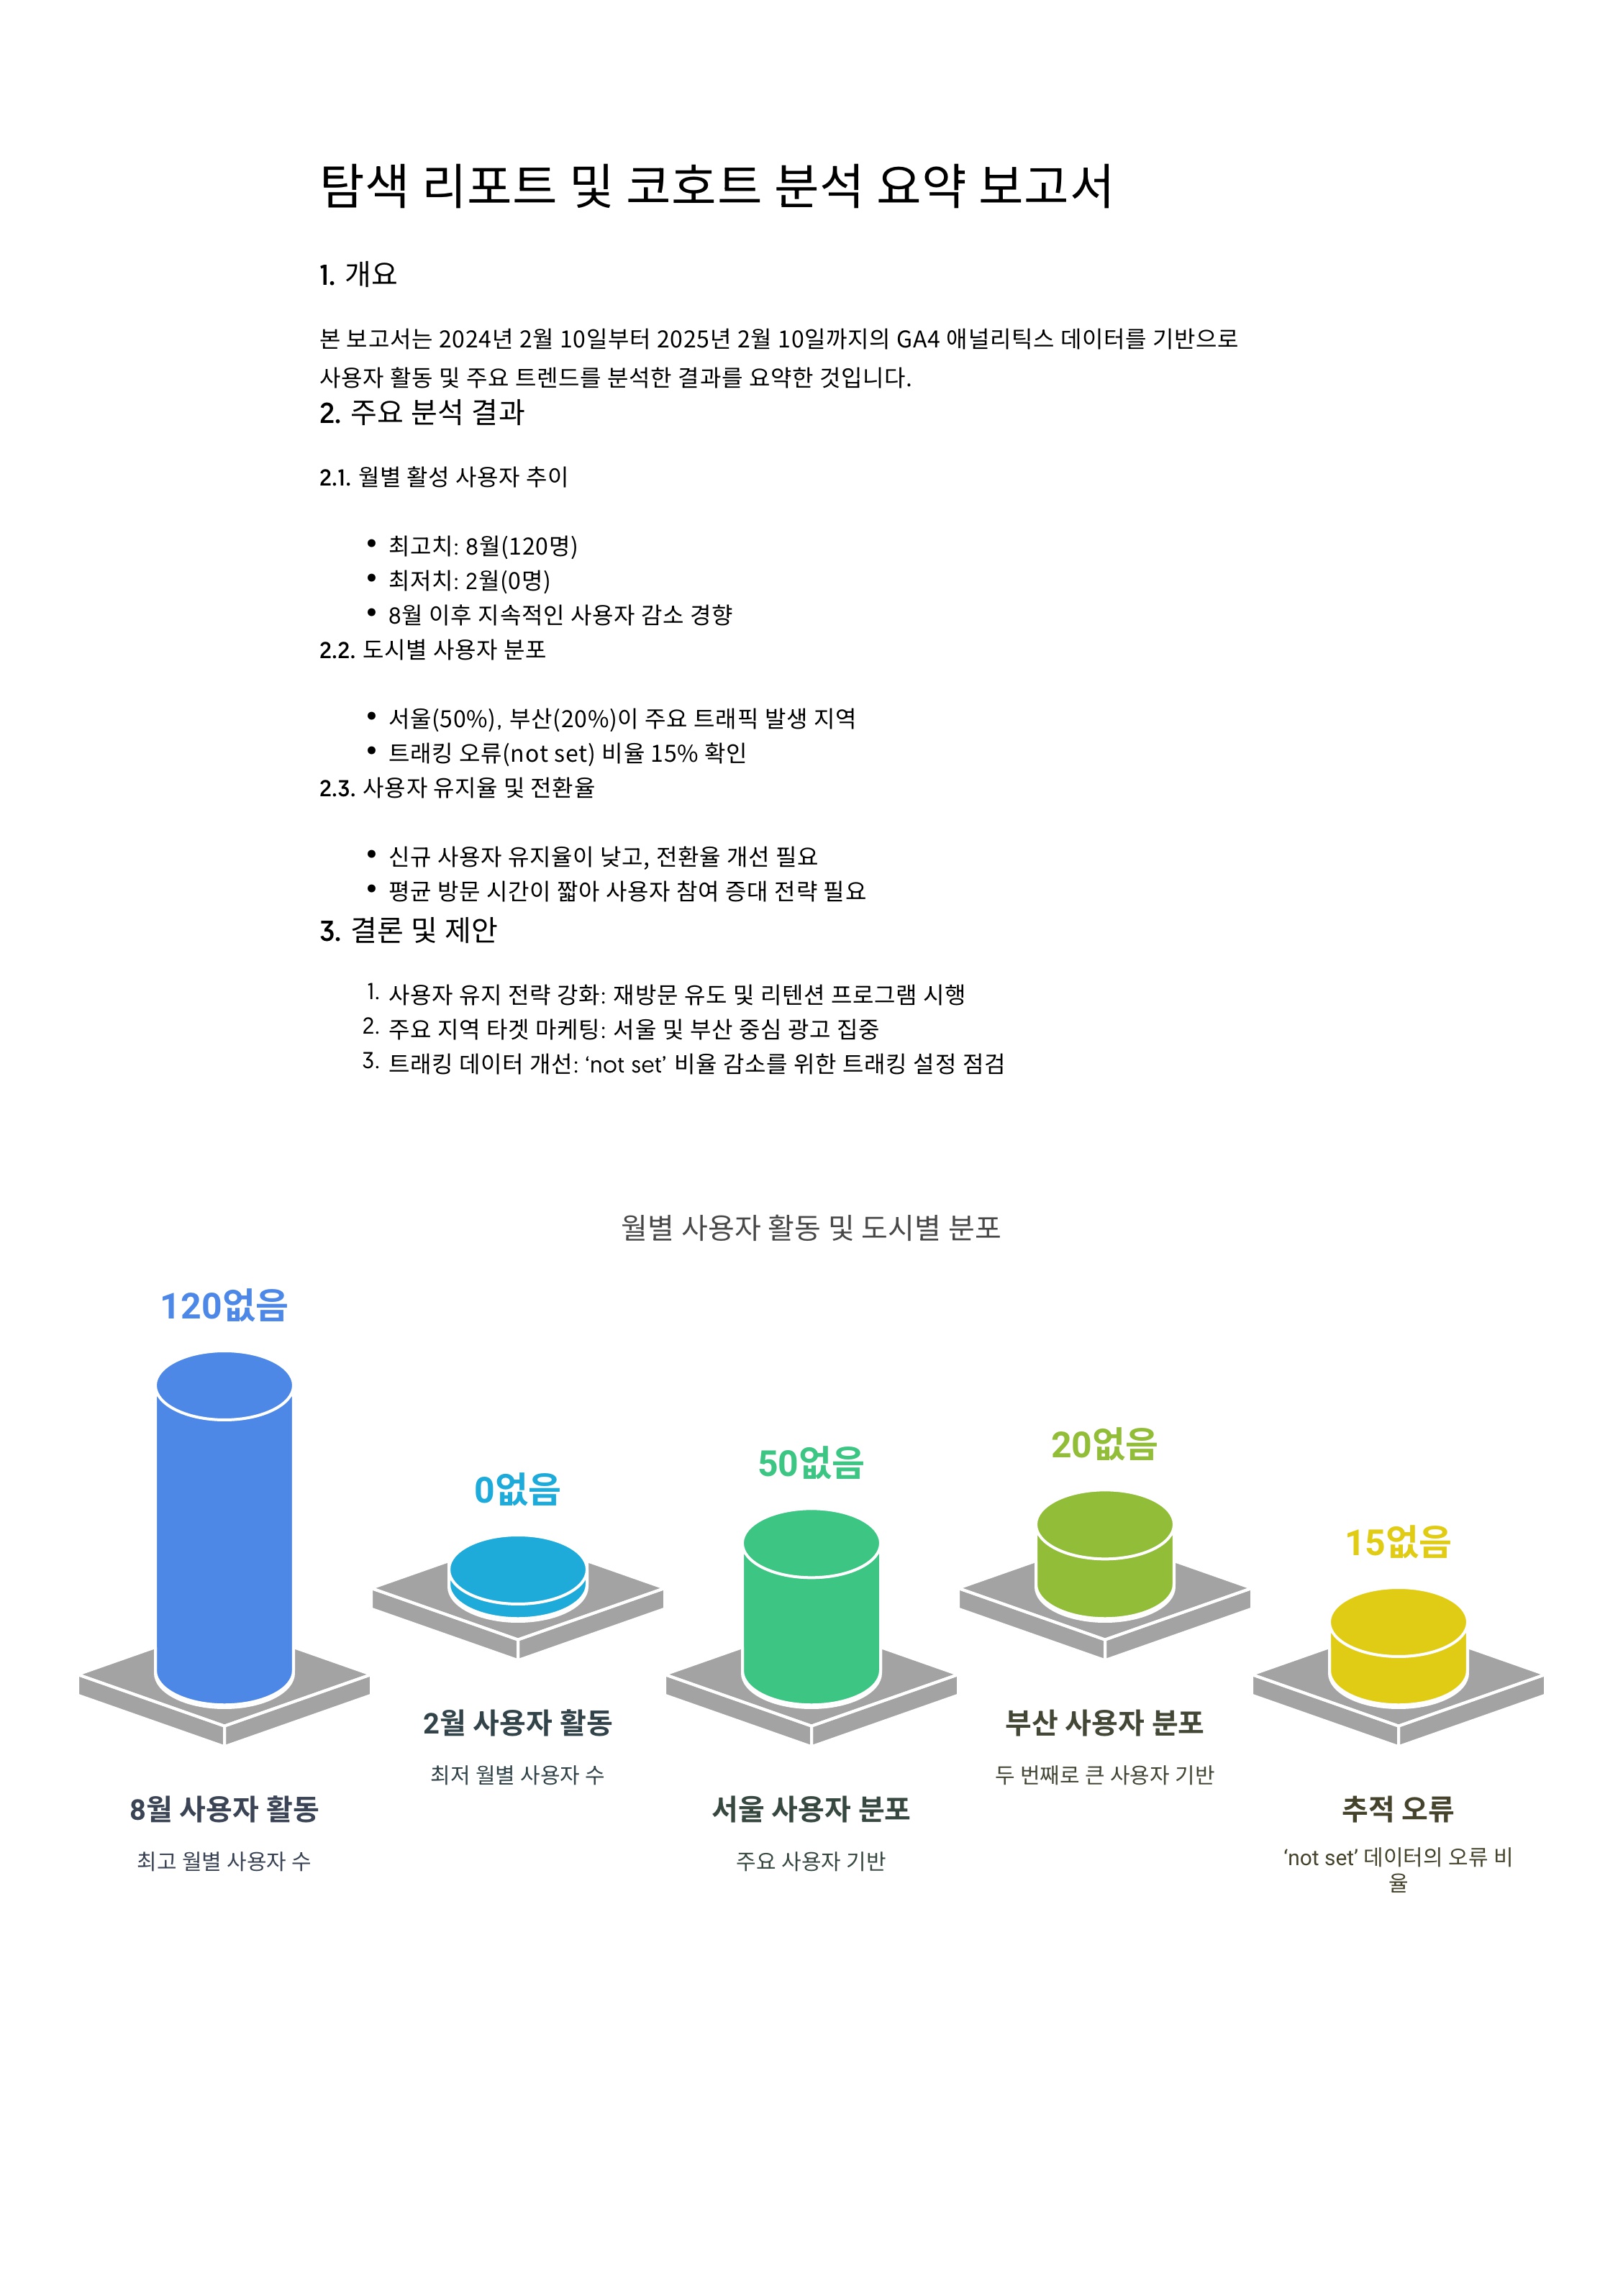 탐색 리포트 및 코호트 분석 요약 보고서
1. 개요
본 보고서는 2024년 2월 10일부터 2025년 2월 10일까지의 GA4 애널리틱스 데이터를 기반으로
사용자 활동 및 주요 트렌드를 분석한 결과를 요약한 것입니다.
2. 주요 분석 결과
2.1. 월별 활성 사용자 추이
• 최고치: 8월(120명)
• 최저치: 2월(0명)
• 8월 이후 지속적인 사용자 감소 경향
2.2. 도시별 사용자 분포
• 서울(50%), 부산(20%)이 주요 트래픽 발생 지역
• 트래킹 오류(not set) 비율 15% 확인
2.3. 사용자 유지율 및 전환율
• 신규 사용자 유지율이 낮고, 전환율 개선 필요
• 평균 방문 시간이 짧아 사용자 참여 증대 전략 필요
3. 결론 및 제안
1. 사용자 유지 전략 강화: 재방문 유도 및 리텐션 프로그램 시행
2. 주요 지역 타겟 마케팅: 서울 및 부산 중심 광고 집중
3. 트래킹 데이터 개선: ‘not set’ 비율 감소를 위한 트래킹 설정 점검
월별 사용자 활동 및 도시별 분포
120없음
8월 사용자 활동
최고 월별 사용자 수
0없음
2월 사용자 활동
최저 월별 사용자 수
50없음
서울 사용자 분포
주요 사용자 기반
20없음
부산 사용자 분포
두 번째로 큰 사용자 기반
15없음
추적 오류
‘not set’ 데이터의 오류 비
율